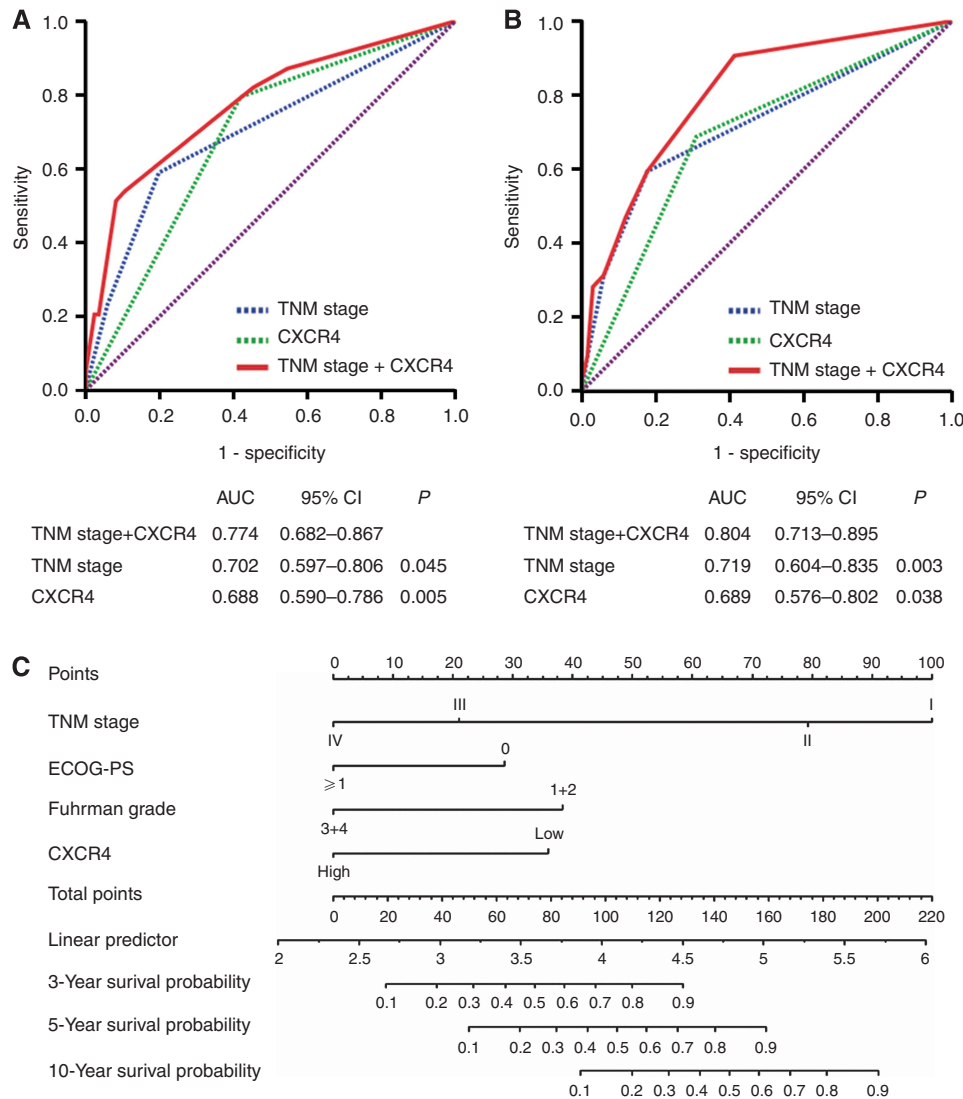 A
1.0
0.8
0.6
0.4
0.2
0.0
Sensitivity
TNM stage
CXCR4
TNM stage + CXCR4
0.0 0.2 0.4 0.6 0.8 1.0
1 - specificity
AUC 95% CI P
TNM stage+CXCR4 0.774 0.682–0.867
TNM stage 0.702 0.597–0.806 0.045
CXCR4 0.688 0.590–0.786 0.005
B
1.0
0.8
0.6
0.4
0.2
0.0
Sensitivity
TNM stage
CXCR4
TNM stage + CXCR4
0.0 0.2 0.4 0.6 0.8 1.0
1 - specificity
AUC 95% CI P
TNM stage+CXCR4 0.804 0.713–0.895
TNM stage 0.719 0.604–0.835 0.003
CXCR4 0.689 0.576–0.802 0.038
C
Points 0 10 20 30 40 50 60 70 80 90 100
III I
TNM stage
IV II
0
ECOG-PS
⩾1
1+2
Fuhrman grade
3+4
Low
CXCR4
High
Total points
0 20 40 60 80 100 120 140 160 180 200 220
Linear predictor
2 2.5 3 3.5 4 4.5 5 5.5 6
3-Year surival probability
0.1 0.2 0.3 0.4 0.5 0.6 0.7 0.8 0.9
5-Year surival probability
0.1 0.2 0.3 0.4 0.5 0.6 0.7 0.8 0.9
10-Year surival probability
0.1 0.2 0.3 0.4 0.5 0.6 0.7 0.8 0.9